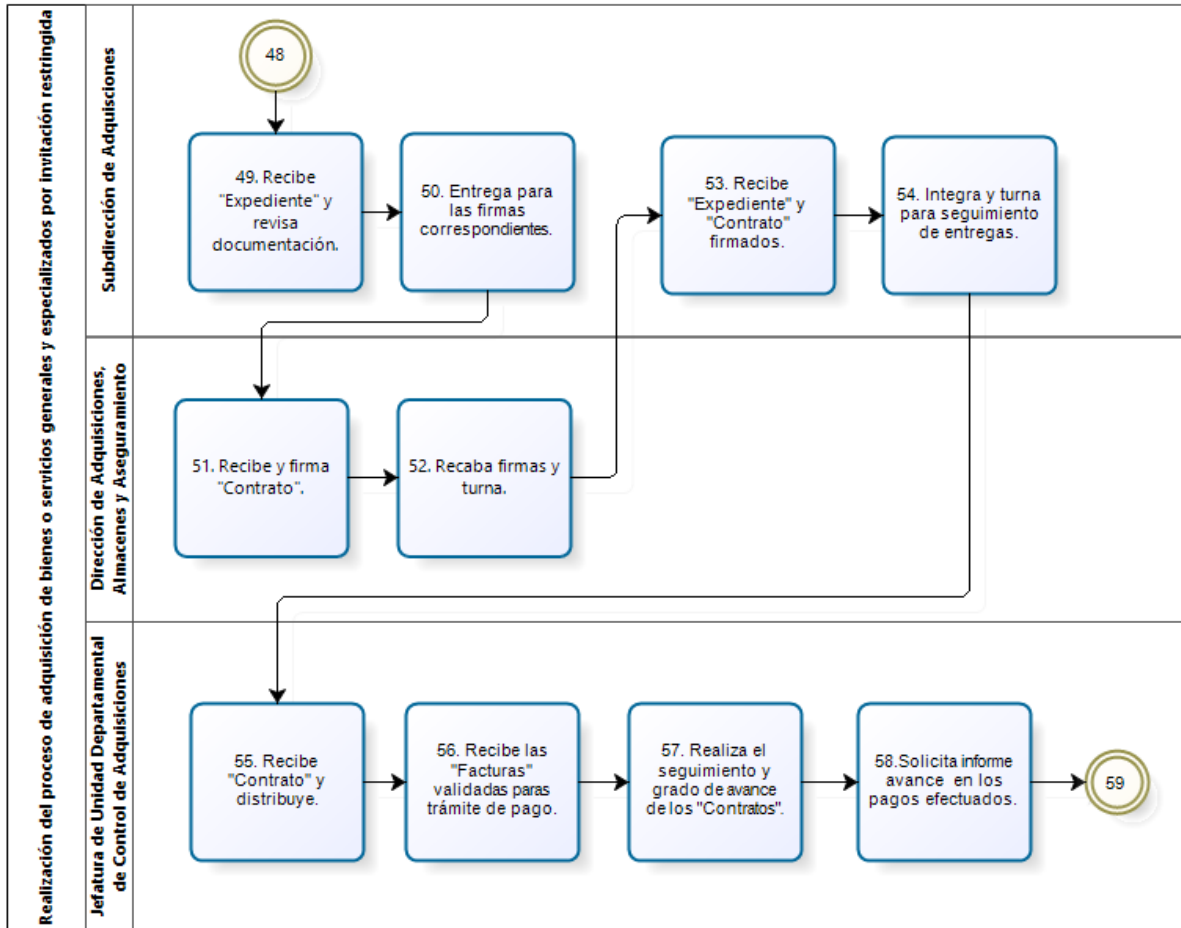 Realización del proceso de adquisición de bienes o servicios generales y especializados por invitación restringida
Subdirección de Adquisciones
48
49. Recibe
"Expediente" y
revisa
documentación.
50. Entrega para
las firmas
correspondientes.
53. Recibe
"Expediente" y
"Contrato"
firmados.
54. Integra y turna
para seguimiento
de entregas.
Dirección de Adquisiciones,
Almacenes y Aseguramiento
51. Recibe y firma
"Contrato".
52. Recaba firmas y
turna.
Jefatura de Unidad Departamental
de Control de Adquisiciones
55. Recibe
"Contrato" y
distribuye.
56. Recibe las
"Facturas"
validadas paras
trámite de pago.
57. Realiza el
seguimiento y
grado de avance
de los "Contratos".
58.Solicita informe
avance en los
pagos efectuados.
59